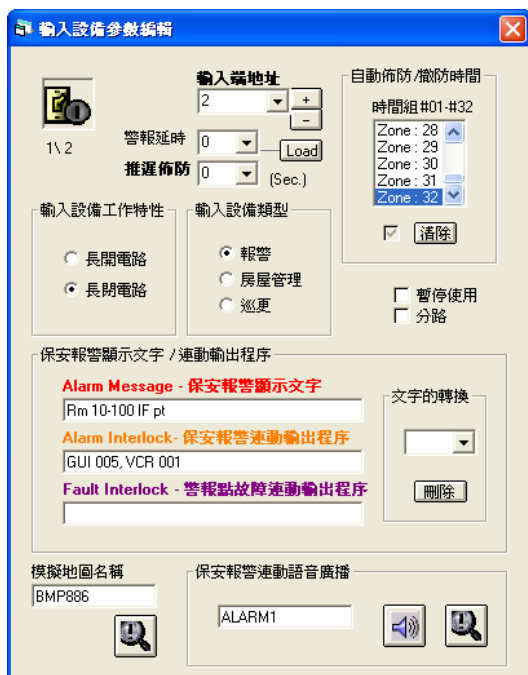 輸入設備參數編輯
輸入端地址
2
+
−
1\ 2
警報延時
0
Load
推遲佈防
0
(Sec.)
自動佈防/撤防時間
時間組#01-#32
Zone : 28
Zone : 29
Zone : 30
Zone : 31
Zone : 32
清除
輸入設備工作特性
長開電路
長閉電路
輸入設備類型
報警
房屋管理
巡更
暫停使用
分路
保安報警顯示文字 / 連動輸出程序
Alarm Message - 保安報警顯示文字
Rm 10-100 IF pt
Alarm Interlock- 保安報警連動輸出程序
GUI 005, VCR 001
Fault Interlock - 警報點故障連動輸出程序
文字的轉換
刪除
模擬地圖名稱
BMP886
保安報警連動語音廣播
ALARM1